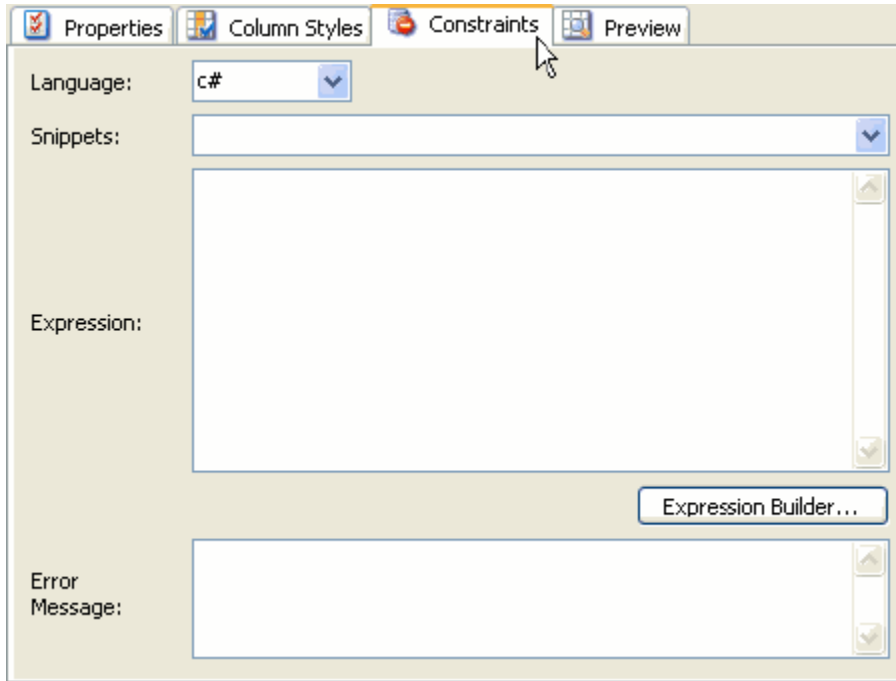 Properties
Column Styles
Constraints
Preview
Language:
c#
Snippets:
Expression:
Expression Builder...
Error
Message: